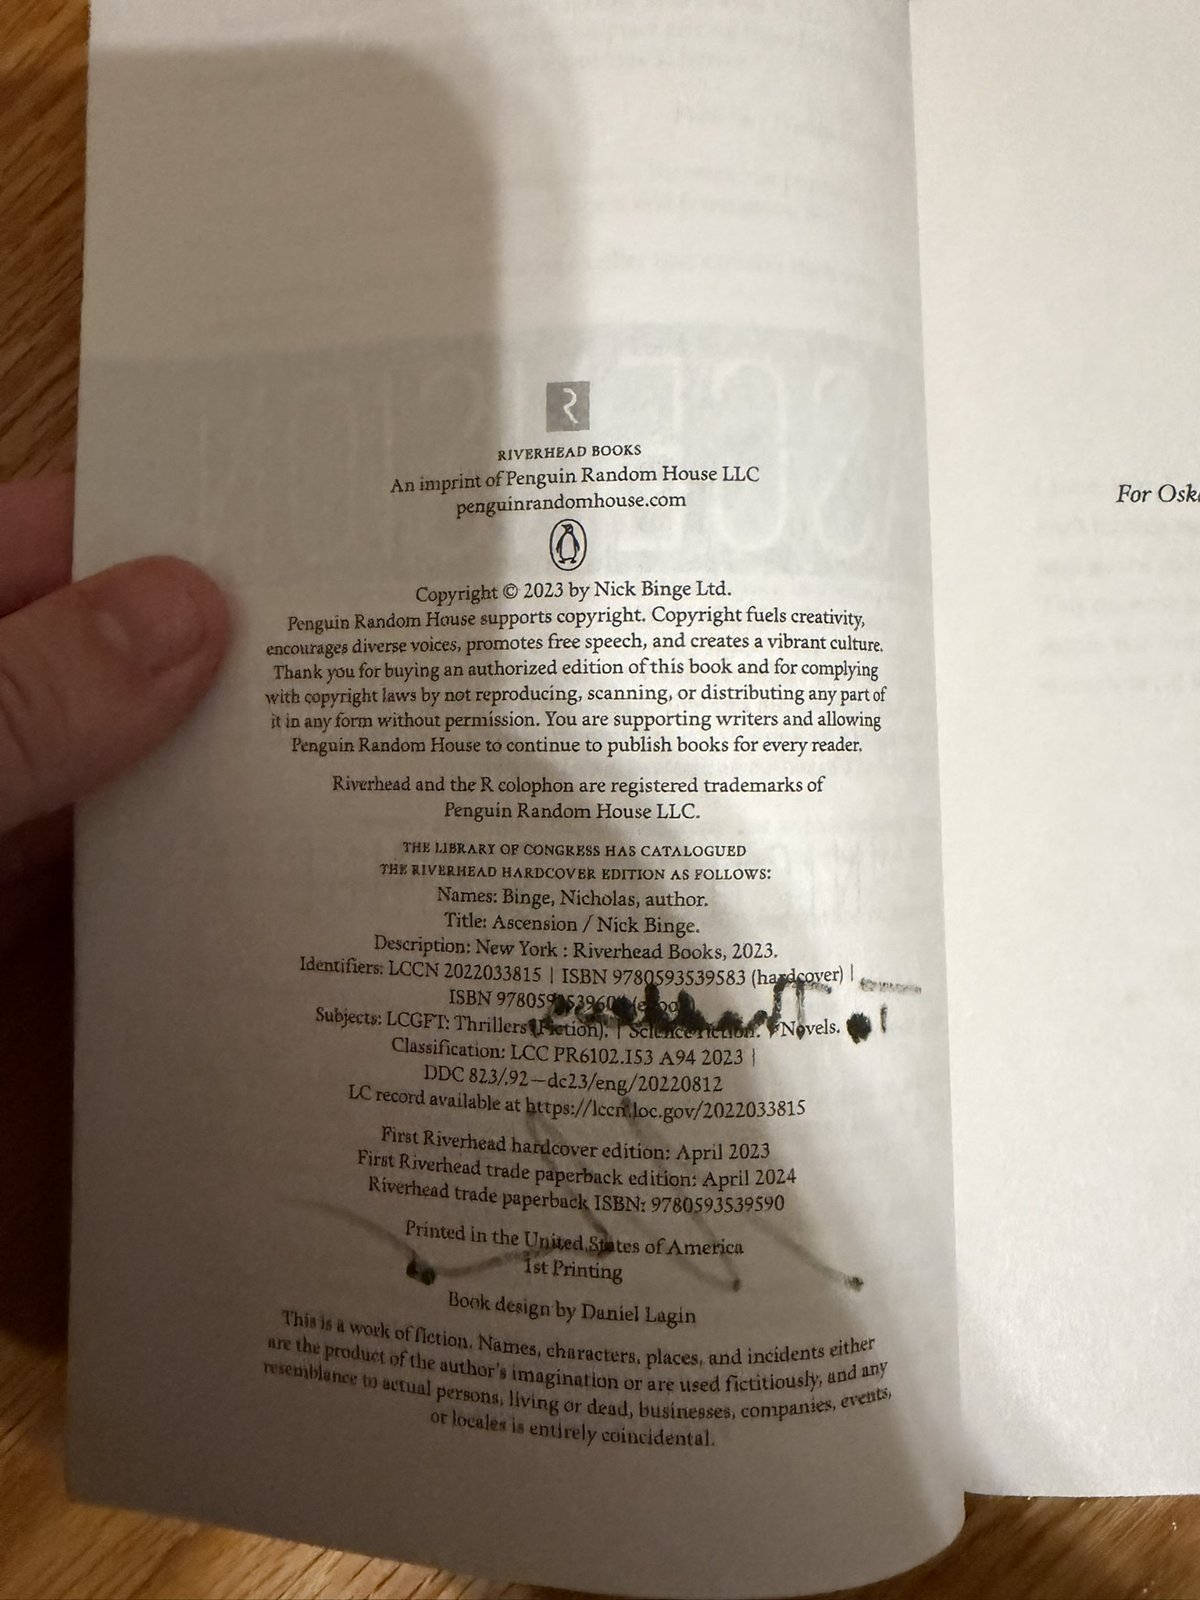 RIVERHEAD BOOKS
An imprint of Penguin Random House LLC
penguinrandomhouse.com
Copyright © 2023 by Nick Binge Ltd.
Penguin Random House supports copyright. Copyright fuels creativity,
encourages diverse voices, promotes free speech, and creates a vibrant culture.
Thank you for buying an authorized edition of this book and for complying
with copyright laws by not reproducing, scanning, or distributing any part of
it in any form without permission. You are supporting writers and allowing
Penguin Random House to continue to publish books for every reader.
Riverhead and the R colophon are registered trademarks of
Penguin Random House LLC.
THE LIBRARY OF CONGRESS HAS CATALOGUED
THE RIVERHEAD HARDCOVER EDITION AS FOLLOWS:
Names: Binge, Nicholas, author.
Title: Ascension / Nick Binge.
Description: New York : Riverhead Books, 2023.
Identifiers: LCCN 2022033815 | ISBN 9780593539583 (hardcover) |
ISBN
Subjects: LCGFT: Thrillers (Fiction). | Science fiction. | Novels.
Classification: LCC PR6102.I53 A94 2023 |
DDC 823/.92—dc23/eng/20220812
LC record available at https://lccn.loc.gov/2022033815
First Riverhead hardcover edition: April 2023
First Riverhead trade paperback edition: April 2024
Riverhead trade paperback ISBN: 9780593539590
Printed in the United States of America
1st Printing
Book design by Daniel Lagin
This is a work of fiction. Names, characters, places, and incidents either
are the product of the author's imagination or are used fictitiously, and any
resemblance to actual persons, living or dead, businesses, companies, events,
or locales is entirely coincidental.
For